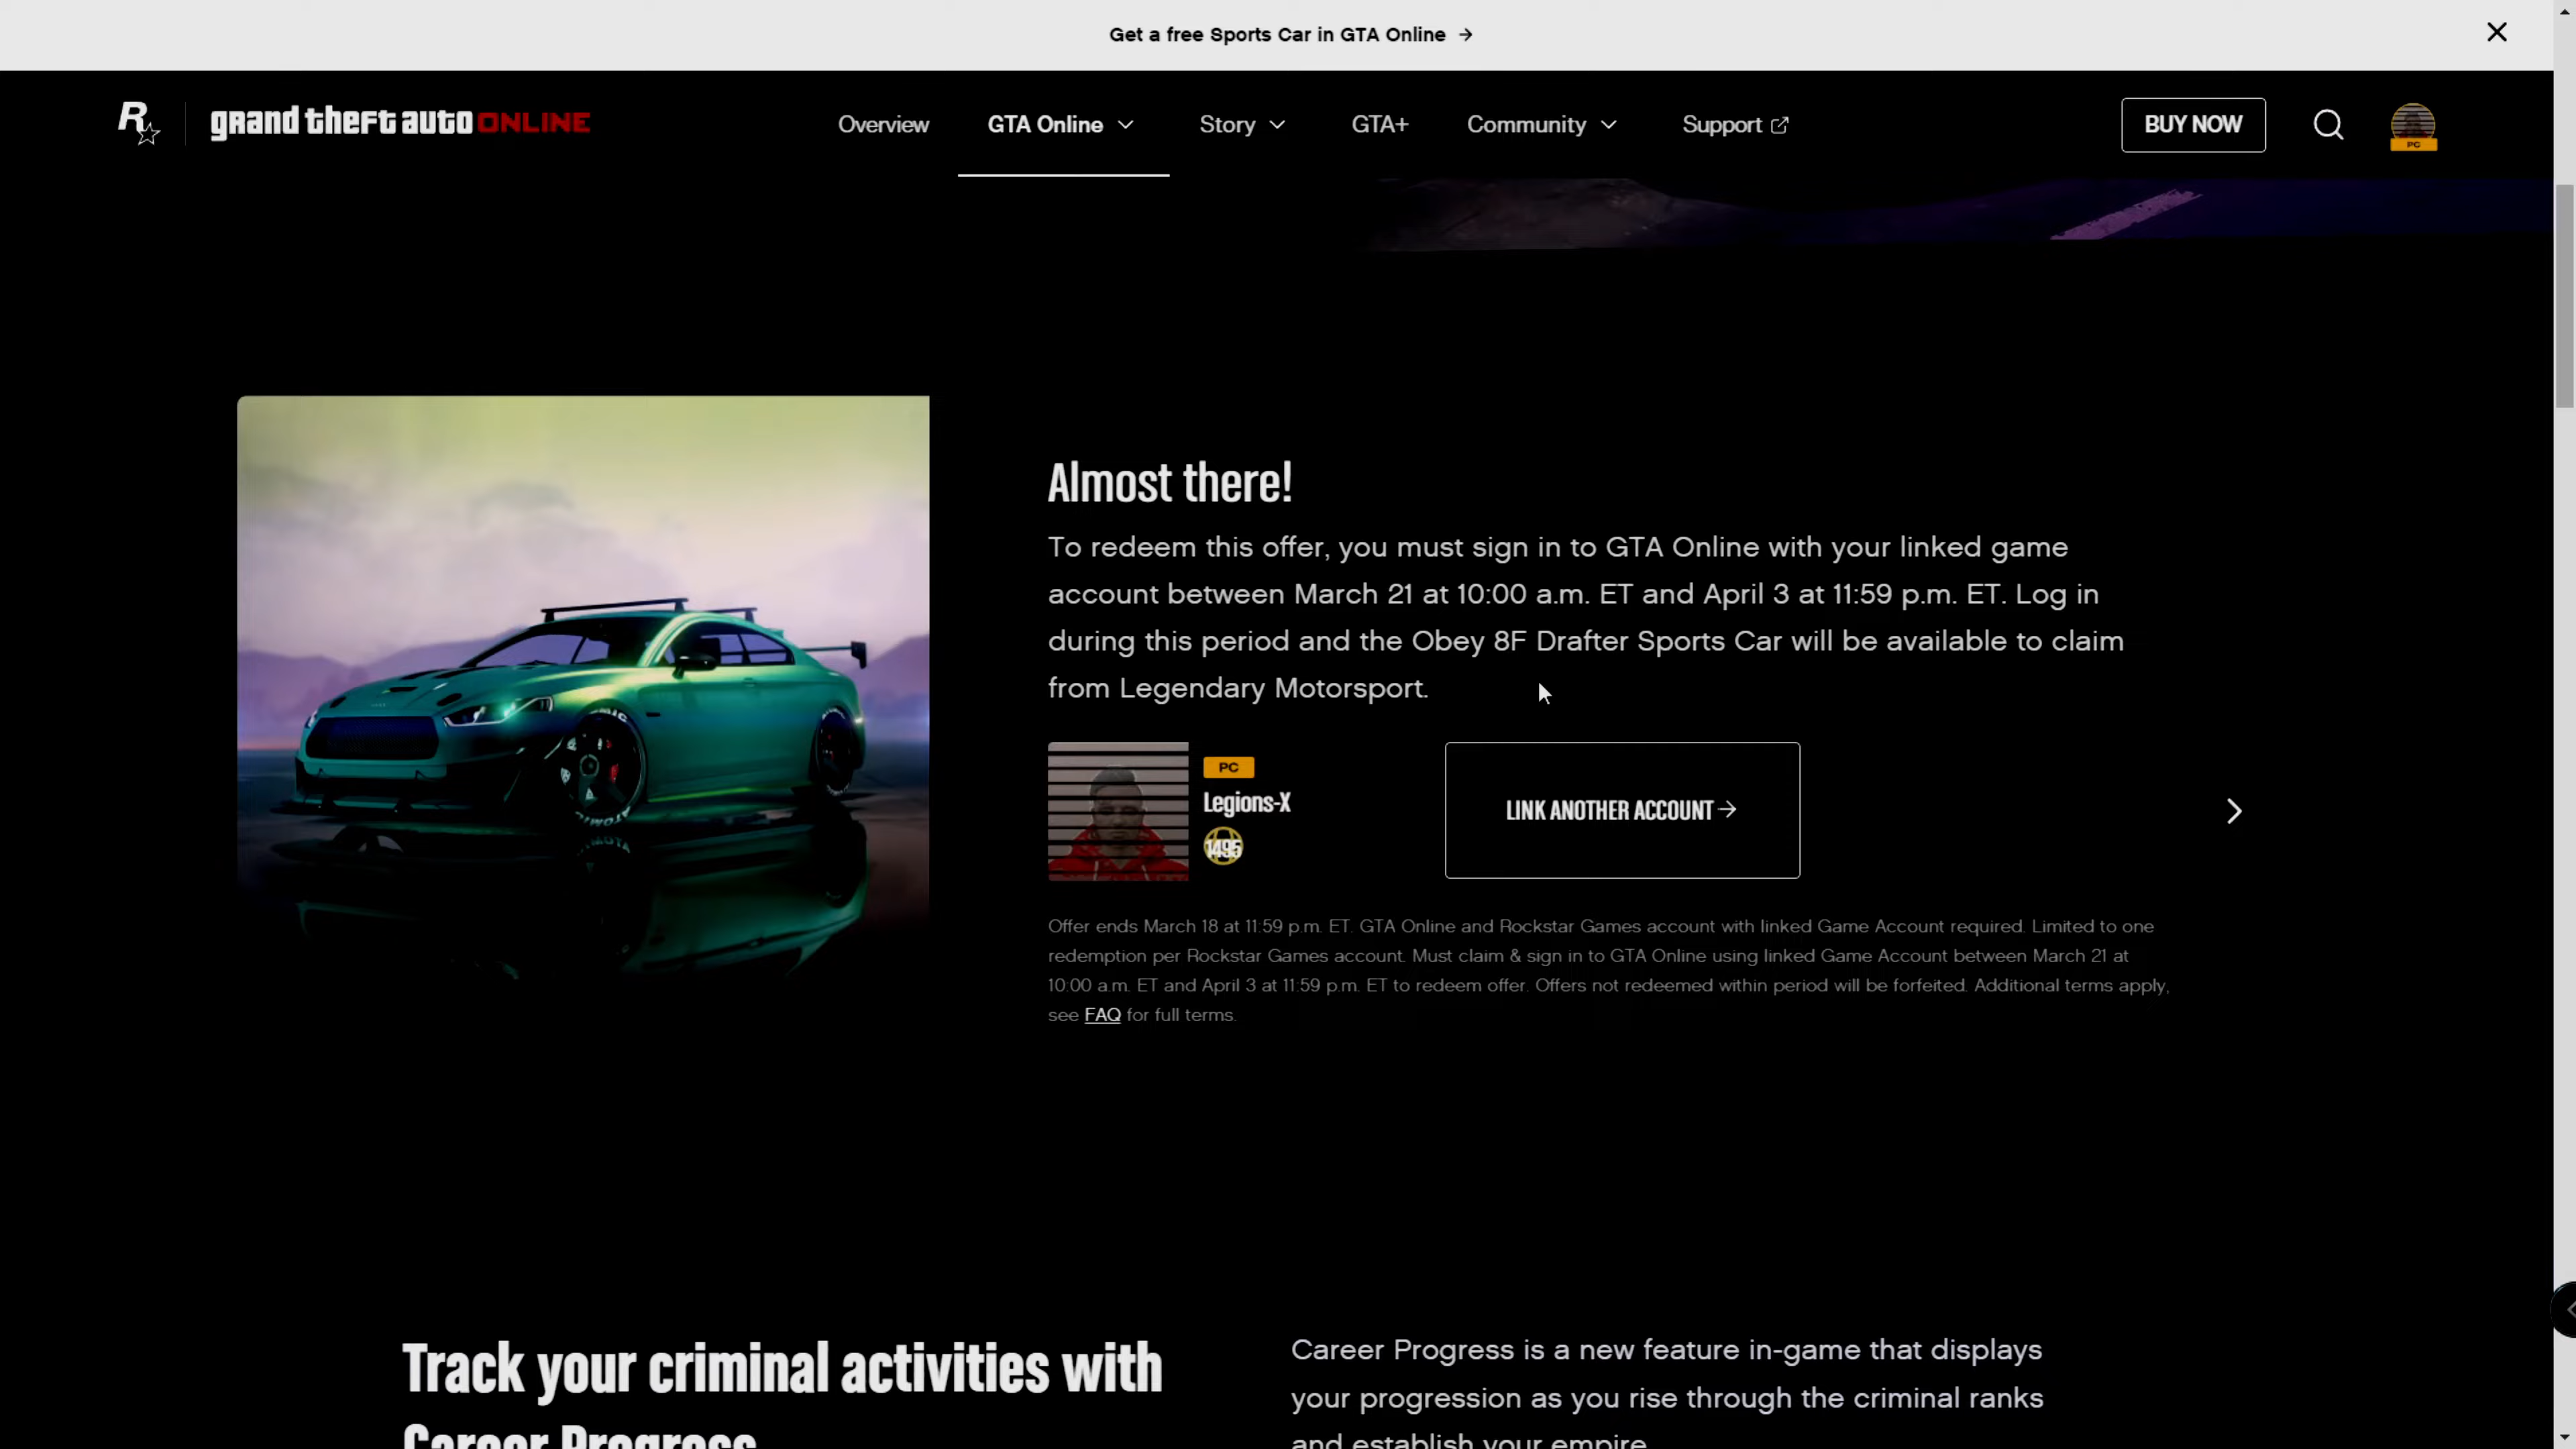 Get a free Sports Car in GTA Online →
R
grand theft auto ONLINE
Overview
GTA Online
Story
GTA+
Community
Support
BUY NOW
PC
Almost there!
To redeem this offer, you must sign in to GTA Online with your linked game
account between March 21 at 10:00 a.m. ET and April 3 at 11:59 p.m. ET. Log in
during this period and the Obey 8F Drafter Sports Car will be available to claim
from Legendary Motorsport.
PC
Legions-X
1495
LINK ANOTHER ACCOUNT →
ATOMIC
Offer ends March 18 at 11:59 p.m. ET. GTA Online and Rockstar Games account with linked Game Account required. Limited to one
redemption per Rockstar Games account. Must claim & sign in to GTA Online using linked Game Account between March 21 at
10:00 a.m. ET and April 3 at 11:59 p.m. ET to redeem offer. Offers not redeemed within period will be forfeited. Additional terms apply,
see FAQ for full terms.
Track your criminal activities with
Career Progress
Career Progress is a new feature in-game that displays
your progression as you rise through the criminal ranks
and establish your empire